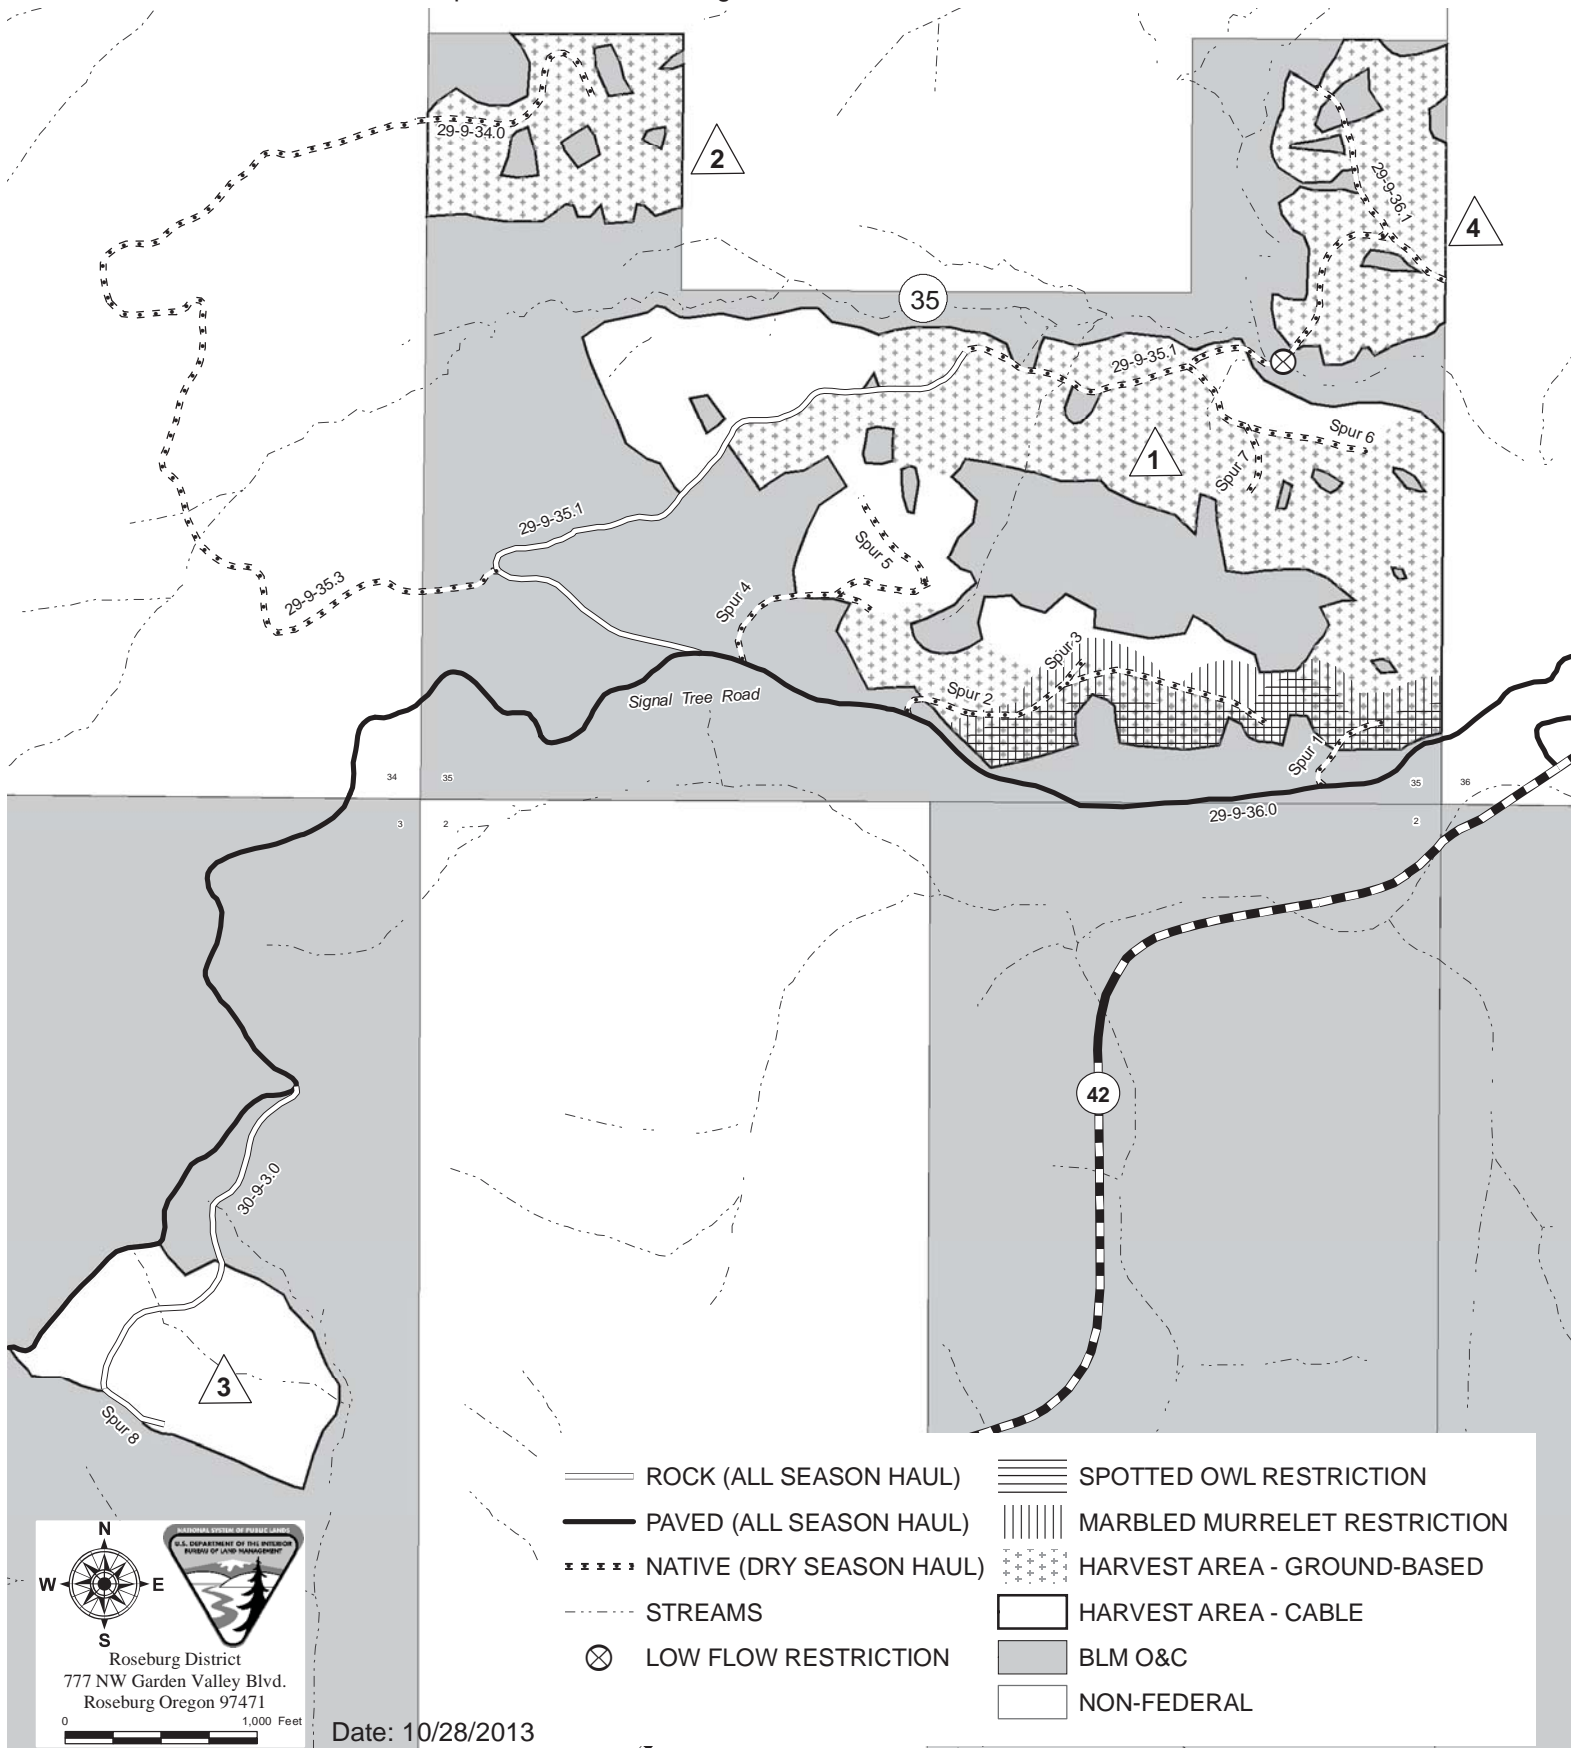 29-9-34.0
2
29-9-36.1
4
35
29-9-35.1
Spur 6
1
Spur 7
29-9-35.1
Spur 5
29-9-35.3
Spur 4
Spur 3
Signal Tree Road
Spur 2
Spur 1
34
35
35
36
29-9-36.0
3
2
2
42
30-9-3.0
3
Spur 8
ROCK (ALL SEASON HAUL)
PAVED (ALL SEASON HAUL)
NATIVE (DRY SEASON HAUL)
STREAMS
LOW FLOW RESTRICTION
SPOTTED OWL RESTRICTION
MARBLED MURRELET RESTRICTION
HARVEST AREA - GROUND-BASED
HARVEST AREA - CABLE
BLM O&C
NON-FEDERAL
N
W
E
S
NATIONAL SYSTEM OF PUBLIC LANDS
U.S. DEPARTMENT OF THE INTERIOR
BUREAU OF LAND MANAGEMENT
Roseburg District
777 NW Garden Valley Blvd.
Roseburg Oregon 97471
0
1,000 Feet
Date: 10/28/2013